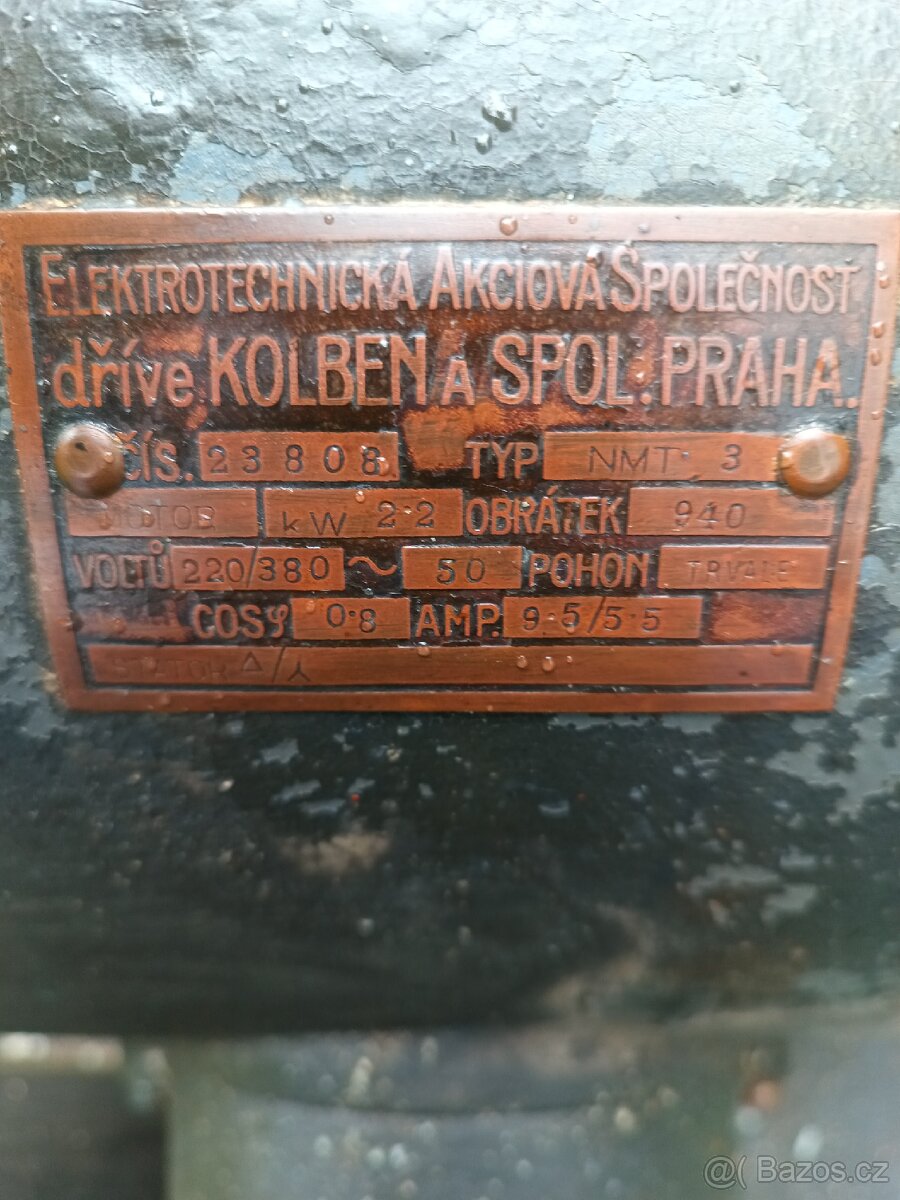 ELEKTROTECHNICKÁ AKCIOVÁ SPOLEČNOST
dříve KOLBEN A SPOL. PRAHA.
ČÍS. 23808 TYP NMT 3
MOTOR kW 2·2 OBRÁTEK 940
VOLTŮ 220/380 ~ 50 POHON TRVALE
COSφ 0·8 AMP. 9·5/5·5
STATOR Δ/⅄
@( Bazos.cz